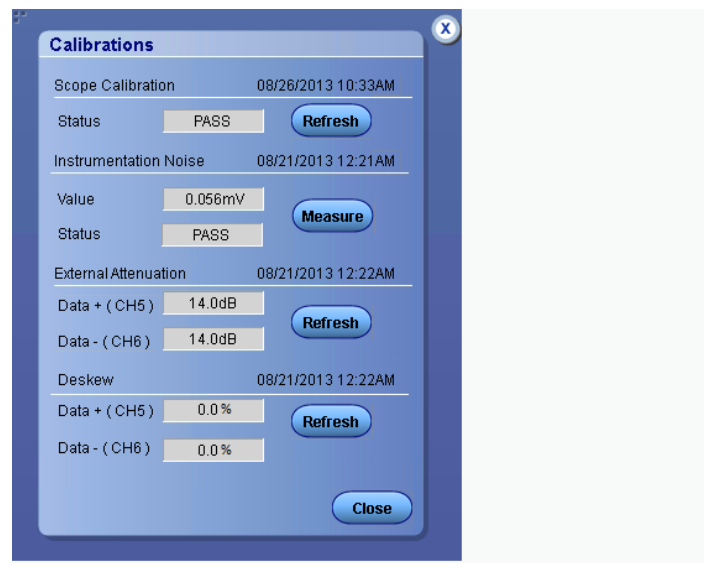 X
Calibrations
Scope Calibration 08/26/2013 10:33AM
Status PASS Refresh
Instrumentation Noise 08/21/2013 12:21AM
Value 0.056mV
Measure
Status PASS
External Attenuation 08/21/2013 12:22AM
Data + ( CH5 ) 14.0dB
Refresh
Data - ( CH6 ) 14.0dB
Deskew 08/21/2013 12:22AM
Data + ( CH5 ) 0.0%
Refresh
Data - ( CH6 ) 0.0%
Close